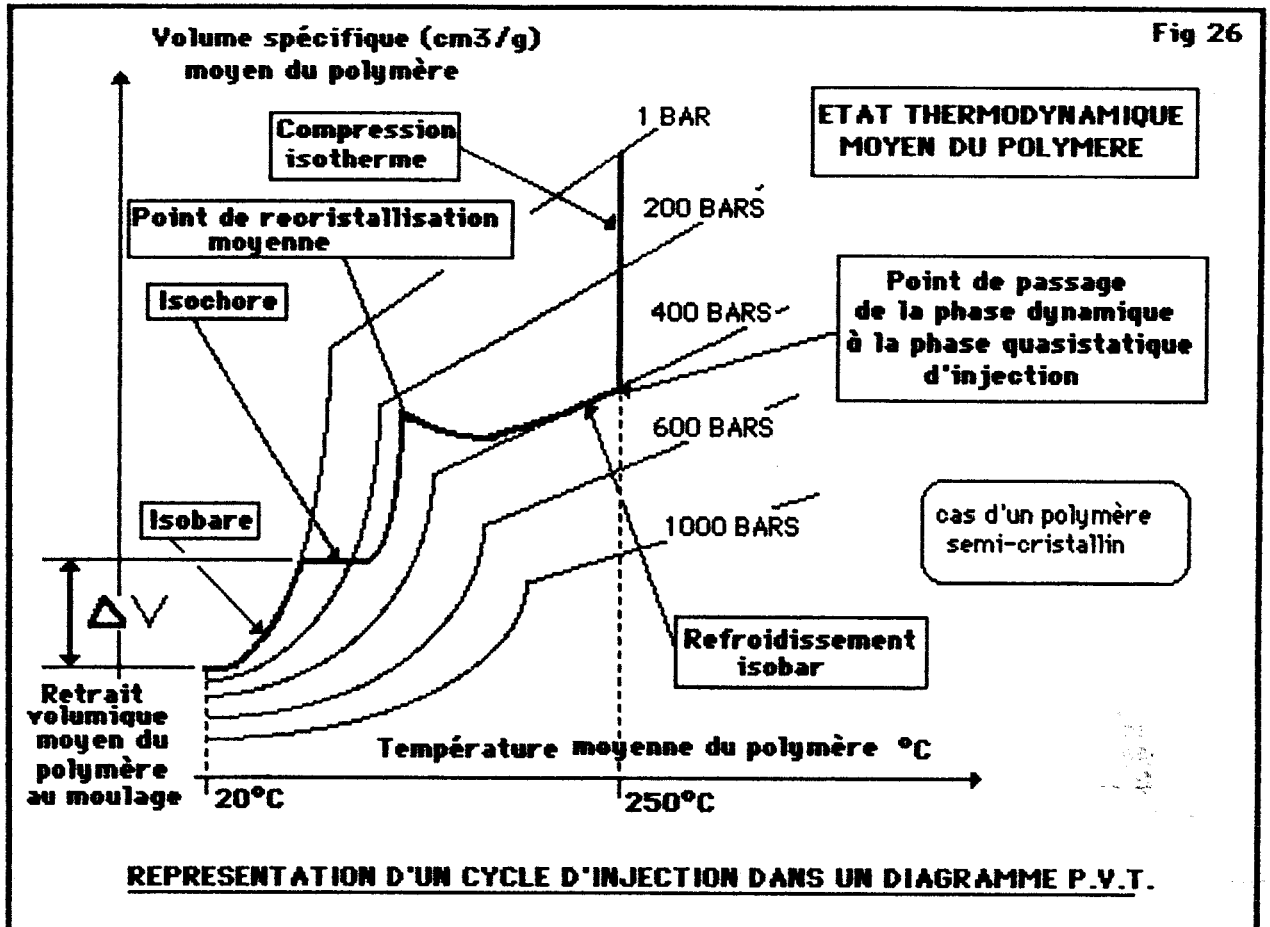 Fig 26
Volume spécifique (cm3/g)
moyen du polymère
Compression
isotherme
1 BAR
ETAT THERMODYNAMIQUE
MOYEN DU POLYMERE
Point de reoristallisation
moyenne
200 BARS
Isochore
400 BARS
Point de passage
de la phase dynamique
à la phase quasistatique
d'injection
600 BARS
Isobare
1000 BARS
cas d'un polymère
semi-cristallin
Δ V
Refroidissement
isobar
Retrait
volumique
moyen du
polymère
au moulage
Température moyenne du polymère °C
20°C
250°C
REPRESENTATION D'UN CYCLE D'INJECTION DANS UN DIAGRAMME P.V.T.